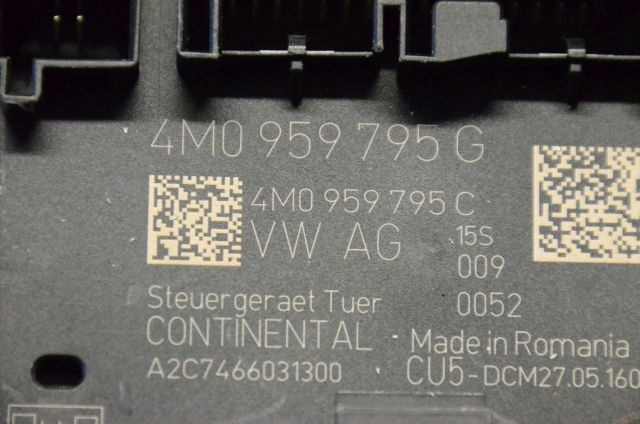 4M0 959 795 G
4M0 959 795 C
VW AG 15S
009
Steuergeraet Tuer 0052
CONTINENTAL Made in Romania
A2C7466031300 CU5-DCM27.05.160